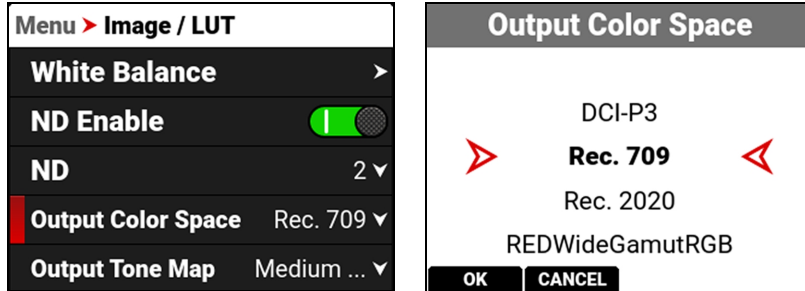 Menu > Image / LUT
White Balance
ND Enable
ND 2
Output Color Space Rec. 709
Output Tone Map Medium ...
Output Color Space
DCI-P3
Rec. 709
Rec. 2020
REDWideGamutRGB
OK CANCEL